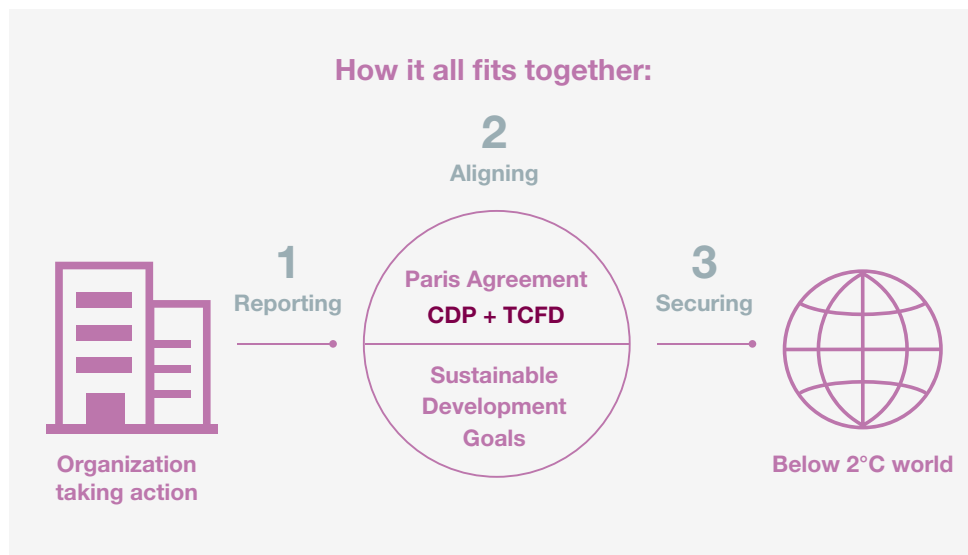 How it all fits together:
2
Aligning
1
Reporting
Paris Agreement
CDP + TCFD
Sustainable
Development
Goals
3
Securing
Organization
taking action
Below 2°C world